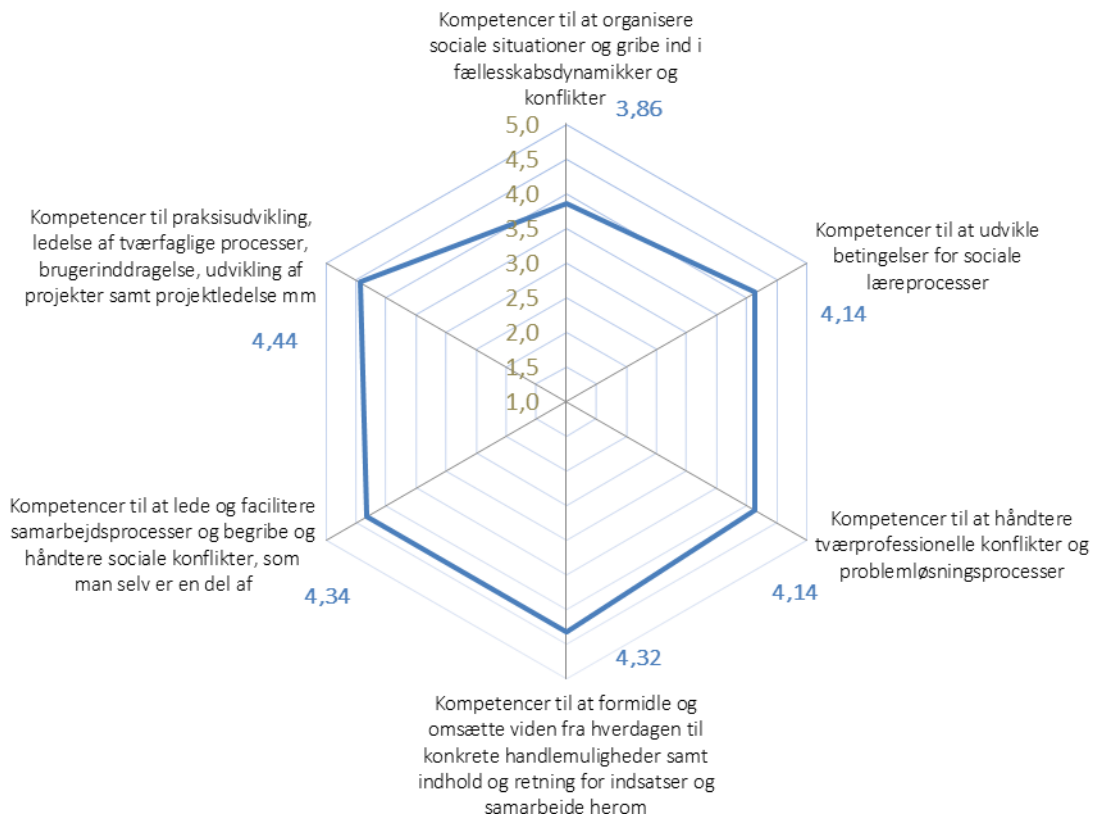 Kompetencer til at organisere
sociale situationer og gribe ind i
fællesskabsdynamikker og
konflikter
3,86
5,0
4,5
4,0
3,5
3,0
2,5
2,0
1,5
1,0
Kompetencer til at udvikle
betingelser for sociale
læreprocesser
4,14
Kompetencer til at håndtere
tværprofessionelle konflikter og
problemløsningsprocesser
4,14
4,32
Kompetencer til at formidle og
omsætte viden fra hverdagen til
konkrete handlemuligheder samt
indhold og retning for indsatser og
samarbejde herom
Kompetencer til at lede og facilitere
samarbejdsprocesser og begribe og
håndtere sociale konflikter, som
man selv er en del af
4,34
Kompetencer til praksisudvikling,
ledelse af tværfaglige processer,
brugerinddragelse, udvikling af
projekter samt projektledelse mm
4,44